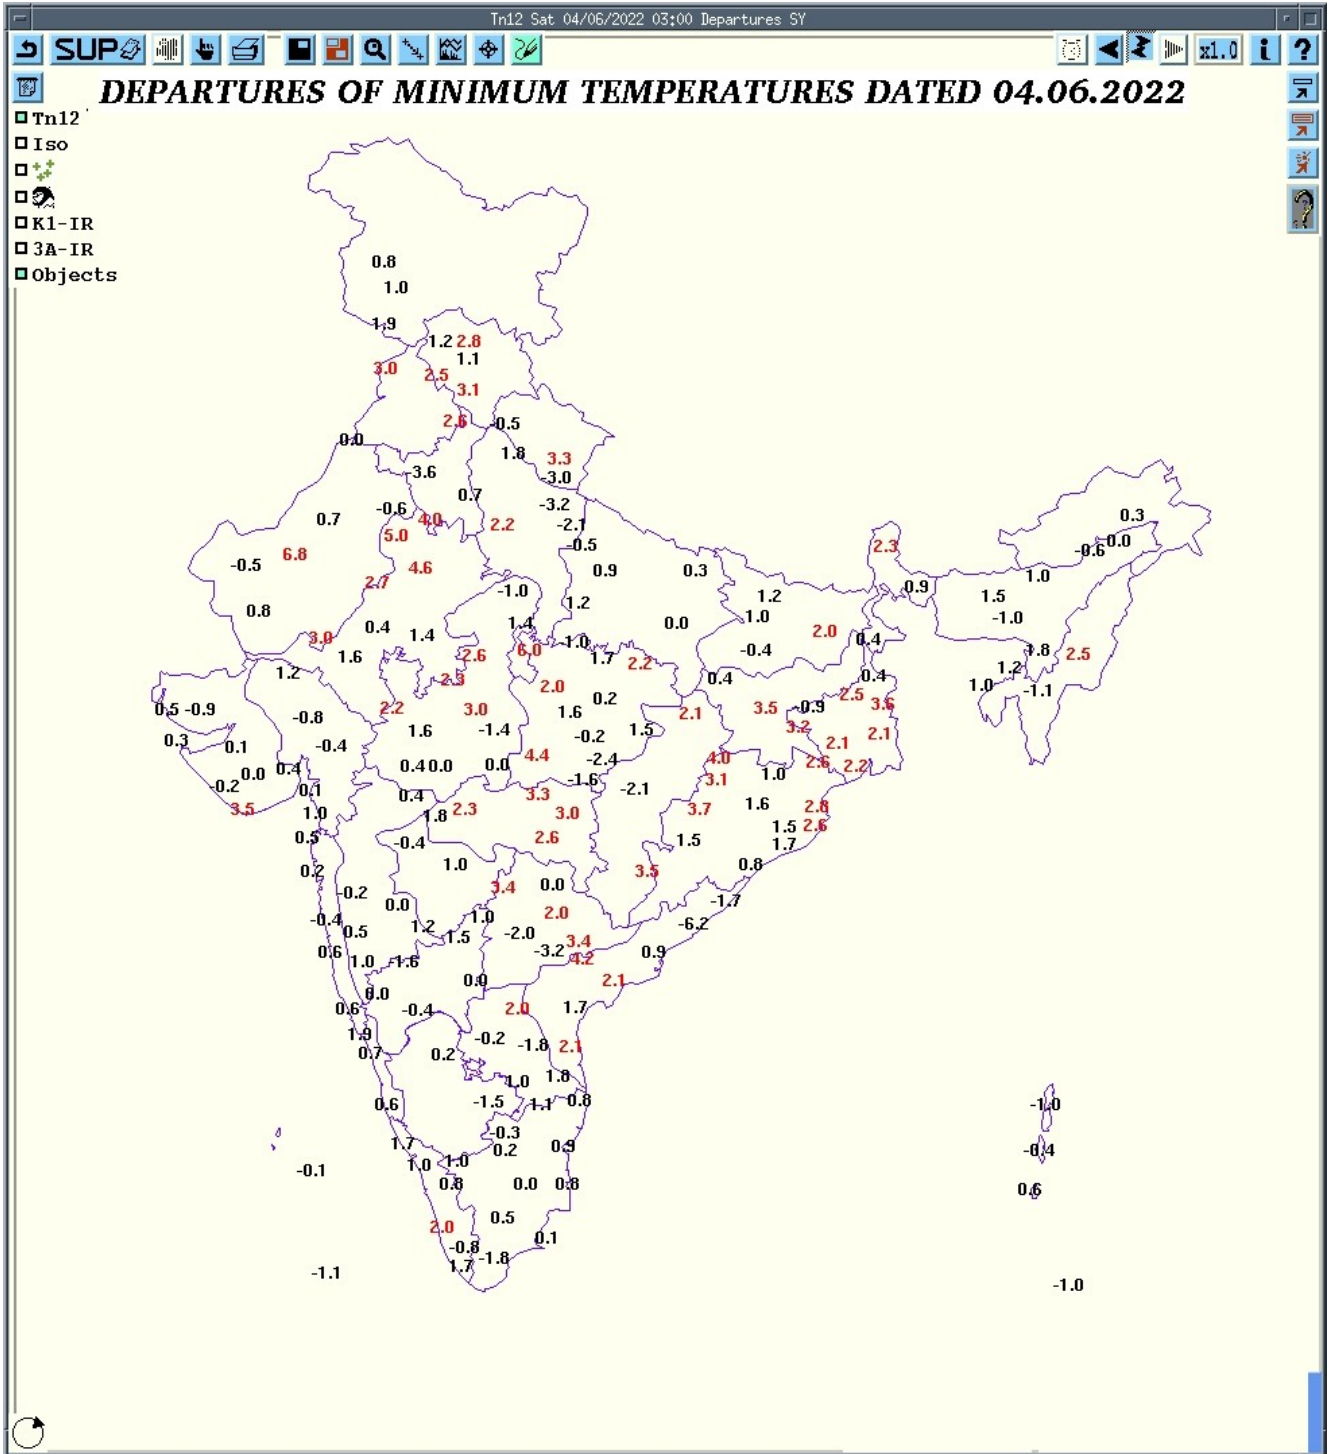 Tn12 Sat 04/06/2022 03:00 Departures SY
SUP x1.0 i ?
DEPARTURES OF MINIMUM TEMPERATURES DATED 04.06.2022
Tn12
Iso
K1-IR
3A-IR
Objects
0.8
1.0
1.9
1.2 2.8
1.1
3.0 2.5
3.1
2.6 -0.5
0.0
1.8 3.3
-3.6 -3.0
0.7
-0.6 -3.2
0.7 4.0 2.2 -2.1 0.3
5.0 -0.5 2.3 -0.6 0.0
6.8
-0.5 4.6 0.9 0.3 1.0
2.7 -1.0 0.9
1.2 1.2 1.5
0.8 1.0 -1.0
0.4 1.4 1.4 0.0 2.0
3.0 -1.0 0.4
1.6 2.6 6.0 1.7 -0.4 1.8 2.5
2.2 1.2
1.2 2.3 2.0 0.4 0.4 1.0 -1.1
0.2 2.5
0.5 -0.9 2.2 3.0 1.6 2.1 3.5 -0.9 3.6
-0.8
1.6 -1.4 1.5 3.2 2.1
0.3 0.1 -0.4 -0.2 2.1
4.4 -2.4 4.0 2.6 2.2
0.0 0.4 0.4 0.0 0.0 1.0
-0.2 0.1 -1.6 -2.1 3.1
0.4 3.3
3.5 1.0 1.8 2.3 3.0 3.7 1.6 2.8
0.5 -0.4 2.6 1.5 1.5 2.6
1.7
0.2 1.0 3.5 0.8
-0.2 3.4 0.0
0.0 -1.7
-0.4 0.5 1.2 1.0 2.0 -6.2
1.5 -2.0 3.4
0.6 1.0 -1.6 -3.2 4.2 0.9
0.0 2.1
0.0
0.6 -0.4 2.0 1.7
1.9 -0.2 -1.8 2.1
0.7 0.2
1.0 1.8
0.6 -1.5 1.1 0.8 -1.0
-0.3
1.7 0.2 0.9 -0.4
-0.1 1.0 1.0
0.8 0.0 0.8 0.6
2.0 0.5
-0.8 0.1
1.7 -1.8
-1.1 -1.0